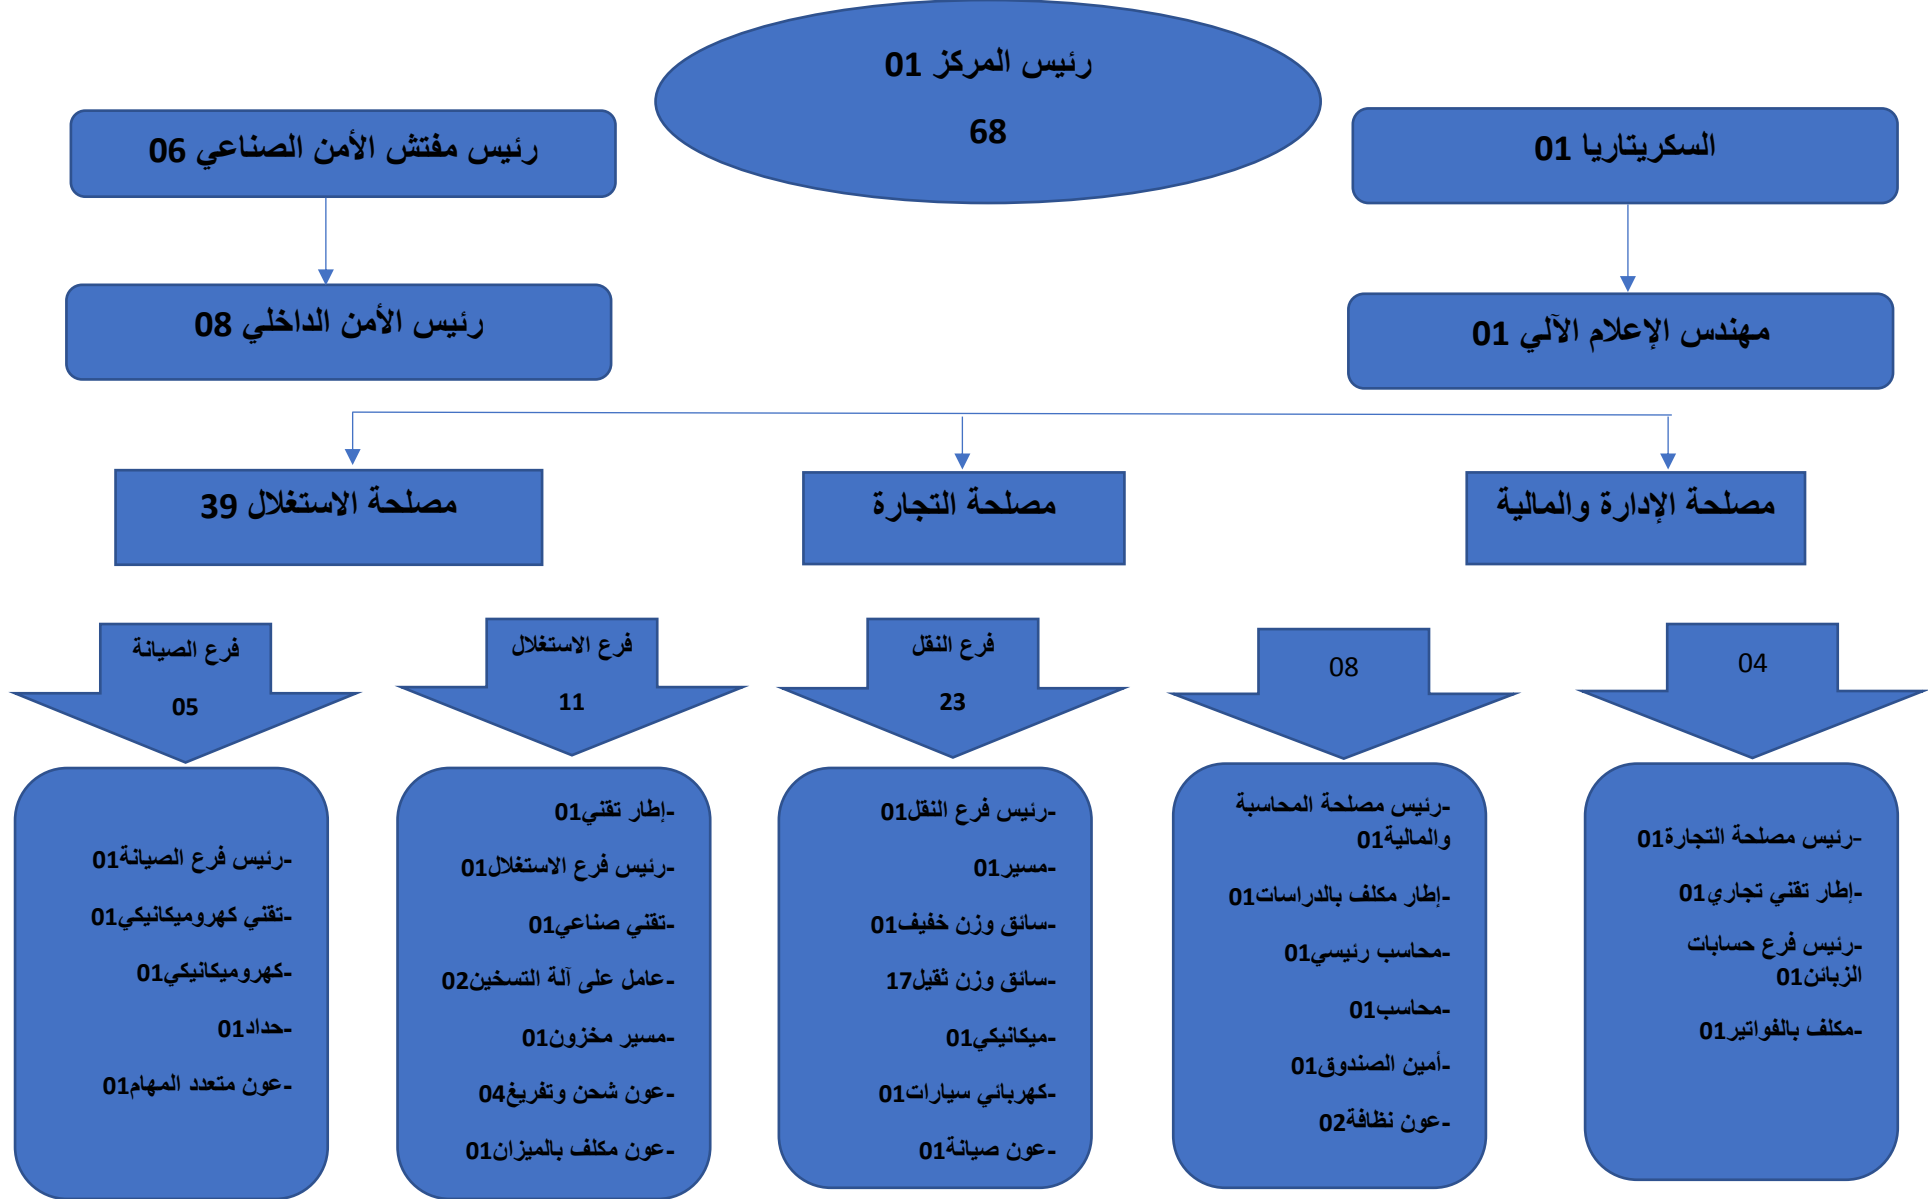 رئيس المركز 01
68
السكريتاريا 01
رئيس مفتش الأمن الصناعي 06
مهندس الإعلام الآلي 01
رئيس الأمن الداخلي 08
مصلحة الإدارة والمالية
مصلحة التجارة
مصلحة الاستغلال 39
04
08
فرع النقل
23
فرع الاستغلال
11
فرع الصيانة
05
-رئيس مصلحة التجارة01
-إطار تقني تجاري01
-رئيس فرع حسابات
الزبائن01
-مكلف بالفواتير01
-رئيس مصلحة المحاسبة
والمالية01
-إطار مكلف بالدراسات01
-محاسب رئيسي01
-محاسب01
-أمين الصندوق01
-عون نظافة02
-رئيس فرع النقل01
-مسير01
-سائق وزن خفيف01
-سائق وزن ثقيل17
-ميكانيكي01
-كهربائي سيارات01
-عون صيانة01
-إطار تقني01
-رئيس فرع الاستغلال01
-تقني صناعي01
-عامل على آلة التسخين02
-مسير مخزون01
-عون شحن وتفريغ04
-عون مكلف بالميزان01
-رئيس فرع الصيانة01
-تقني كهروميكانيكي01
-كهروميكانيكي01
-حداد01
-عون متعدد المهام01